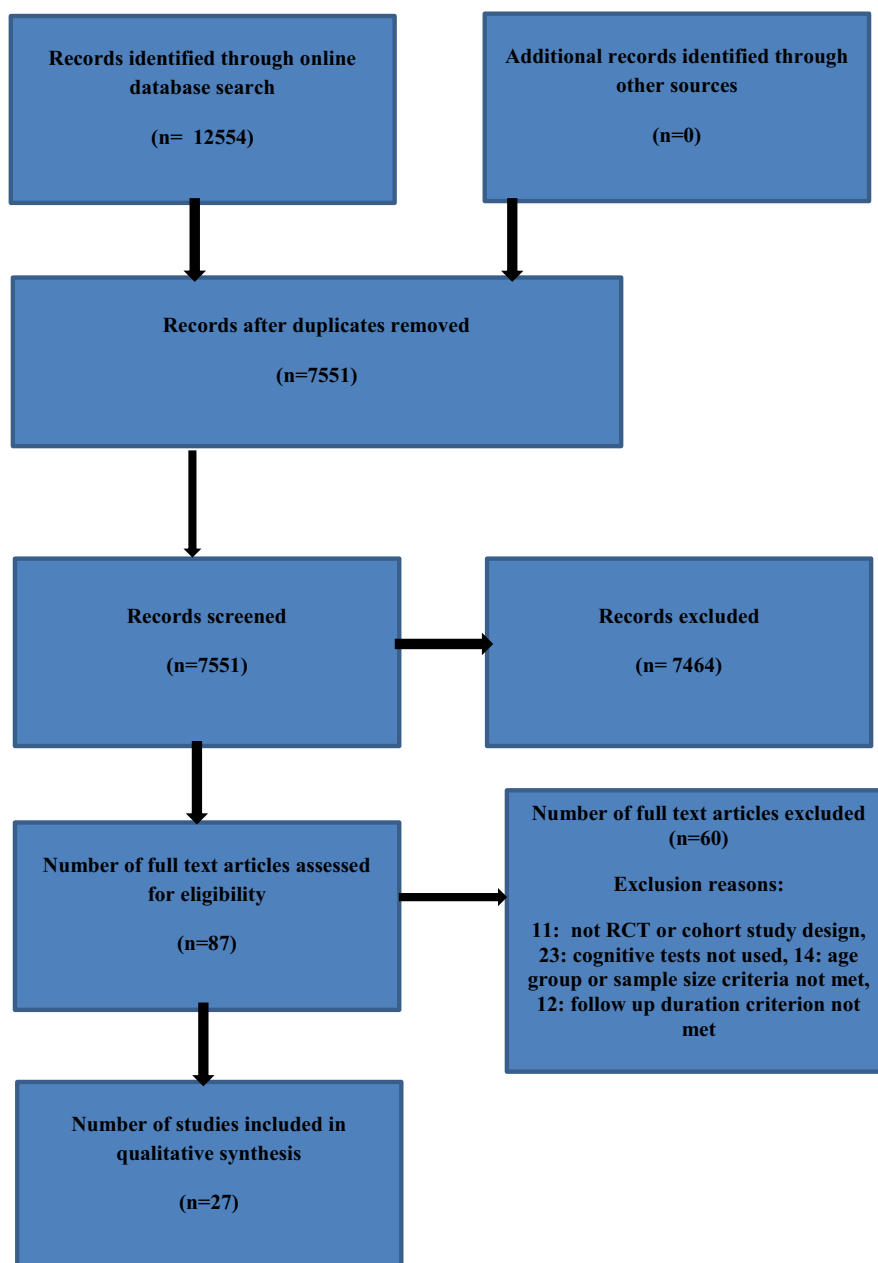 Records identified through online
database search
(n= 12554)
Additional records identified through
other sources
(n=0)
Records after duplicates removed
(n=7551)
Records screened
(n=7551)
Records excluded
(n= 7464)
Number of full text articles assessed
for eligibility
(n=87)
Number of full text articles excluded
(n=60)
Exclusion reasons:
11: not RCT or cohort study design,
23: cognitive tests not used, 14: age
group or sample size criteria not met,
12: follow up duration criterion not
met
Number of studies included in
qualitative synthesis
(n=27)